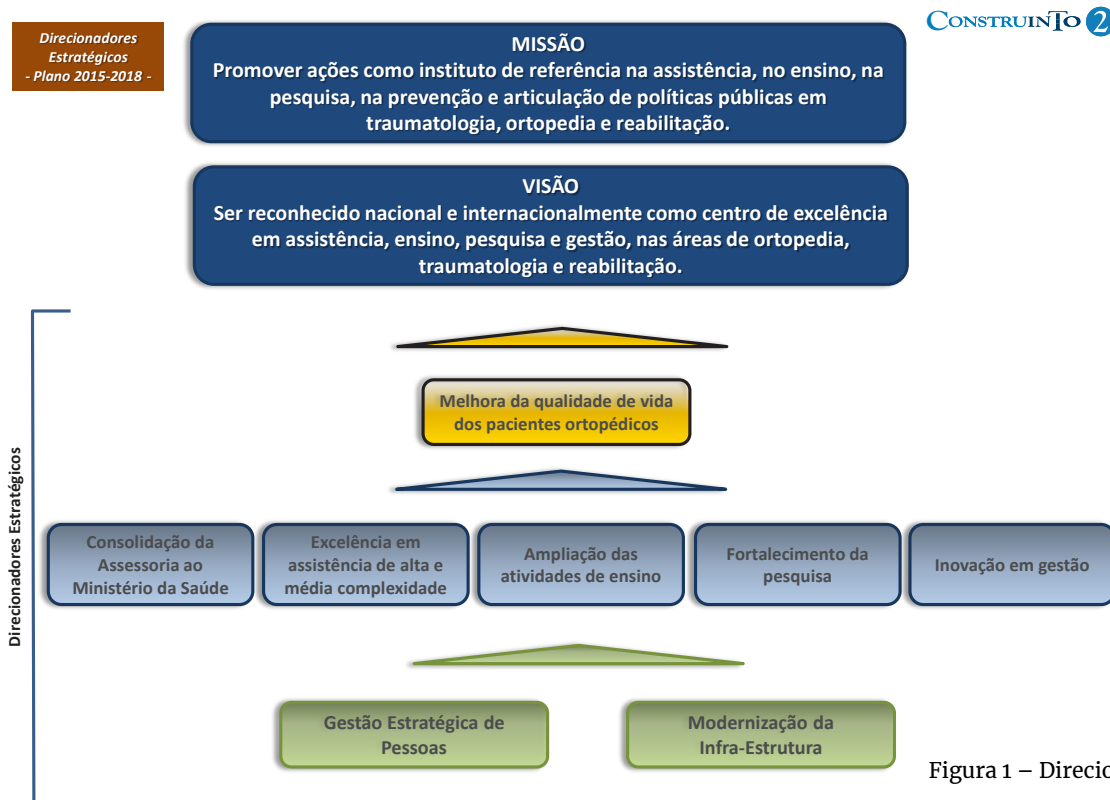 Direcionadores
Estratégicos
- Plano 2015-2018 -
CONSTRUINTO 2
MISSÃO
Promover ações como instituto de referência na assistência, no ensino, na
pesquisa, na prevenção e articulação de políticas públicas em
traumatologia, ortopedia e reabilitação.
VISÃO
Ser reconhecido nacional e internacionalmente como centro de excelência
em assistência, ensino, pesquisa e gestão, nas áreas de ortopedia,
traumatologia e reabilitação.
Direcionadores Estratégicos
Melhora da qualidade de vida
dos pacientes ortopédicos
Consolidação da
Assessoria ao
Ministério da Saúde
Excelência em
assistência de alta e
média complexidade
Ampliação das
atividades de ensino
Fortalecimento da
pesquisa
Inovação em gestão
Gestão Estratégica de
Pessoas
Modernização da
Infra-Estrutura
Figura 1 – Direcio